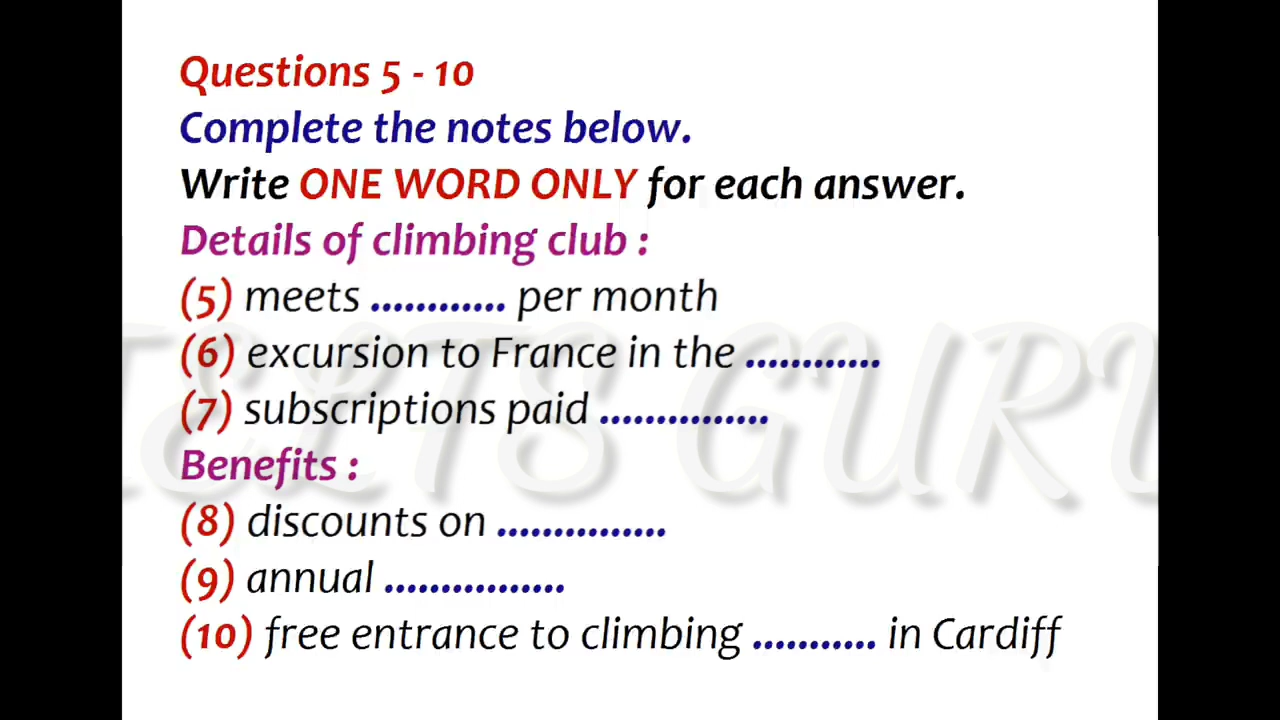 Questions 5 - 10
Complete the notes below.
Write ONE WORD ONLY for each answer.
Details of climbing club :
(5) meets ............ per month
(6) excursion to France in the ............
(7) subscriptions paid ...............
Benefits :
(8) discounts on ...............
(9) annual ................
(10) free entrance to climbing ........... in Cardiff
IELTS GURU